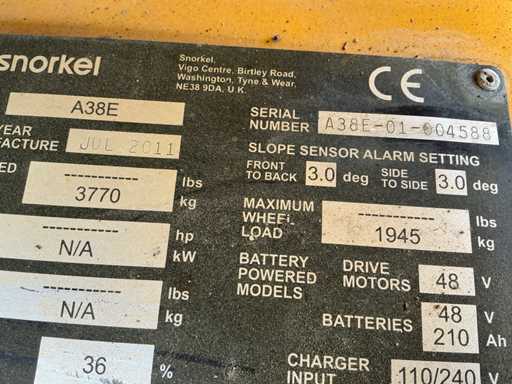 snorkel
Snorkel,
Vigo Centre, Birtley Road,
Washington, Tyne & Wear,
NE38 9DA, U.K.
CE
A38E
SERIAL
NUMBER A38E-01-004588
YEAR
FACTURE JUL 2011
SLOPE SENSOR ALARM SETTING
FRONT
TO BACK 3.0 deg
SIDE
TO SIDE 3.0 deg
ED
---------- lbs
3770 kg
MAXIMUM
WHEEL
LOAD
---------- lbs
1945 kg
---------- hp
N/A kW
BATTERY
POWERED
MODELS
DRIVE
MOTORS 48 V
---------- lbs
N/A kg
BATTERIES 48 V
210 Ah
36 %
CHARGER
INPUT 110/240 V